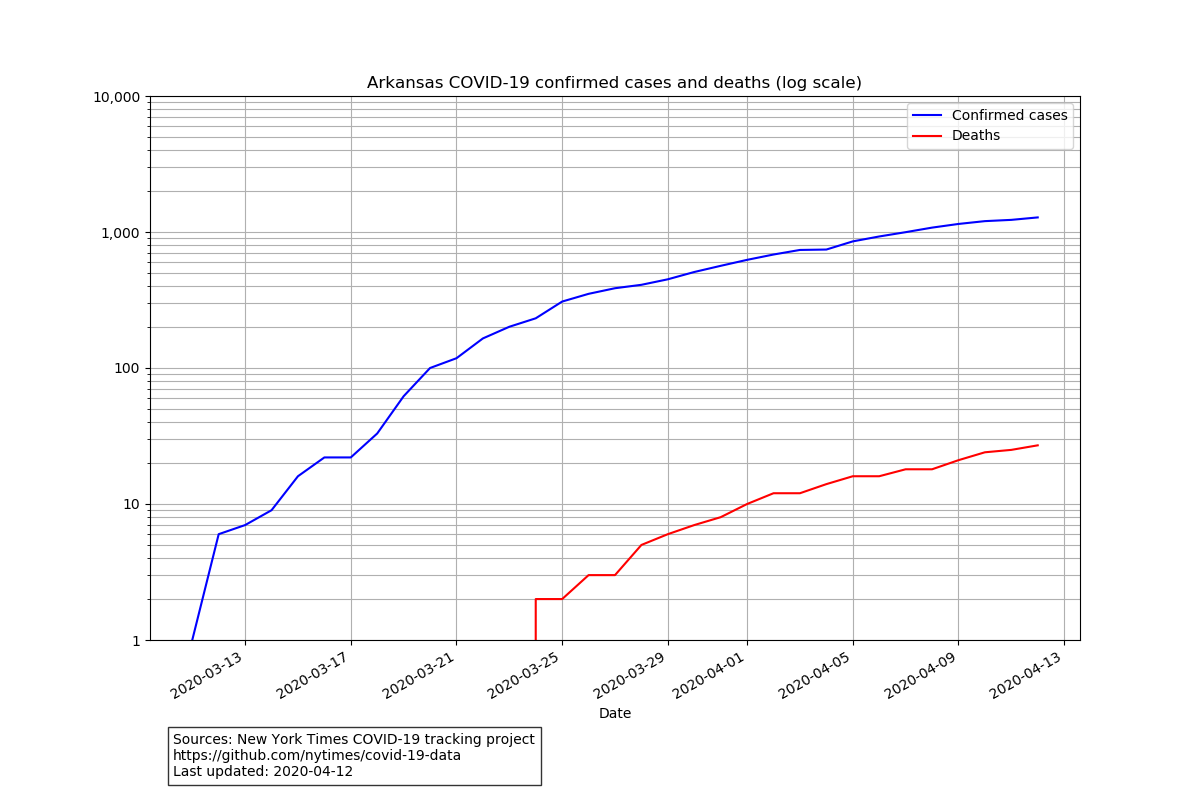 Arkansas COVID-19 confirmed cases and deaths (log scale)
10,000
1,000
100
10
1
Confirmed cases
Deaths
2020-03-13
2020-03-17
2020-03-21
2020-03-25
2020-03-29
2020-04-01
2020-04-05
2020-04-09
2020-04-13
Date
Sources: New York Times COVID-19 tracking project
https://github.com/nytimes/covid-19-data
Last updated: 2020-04-12